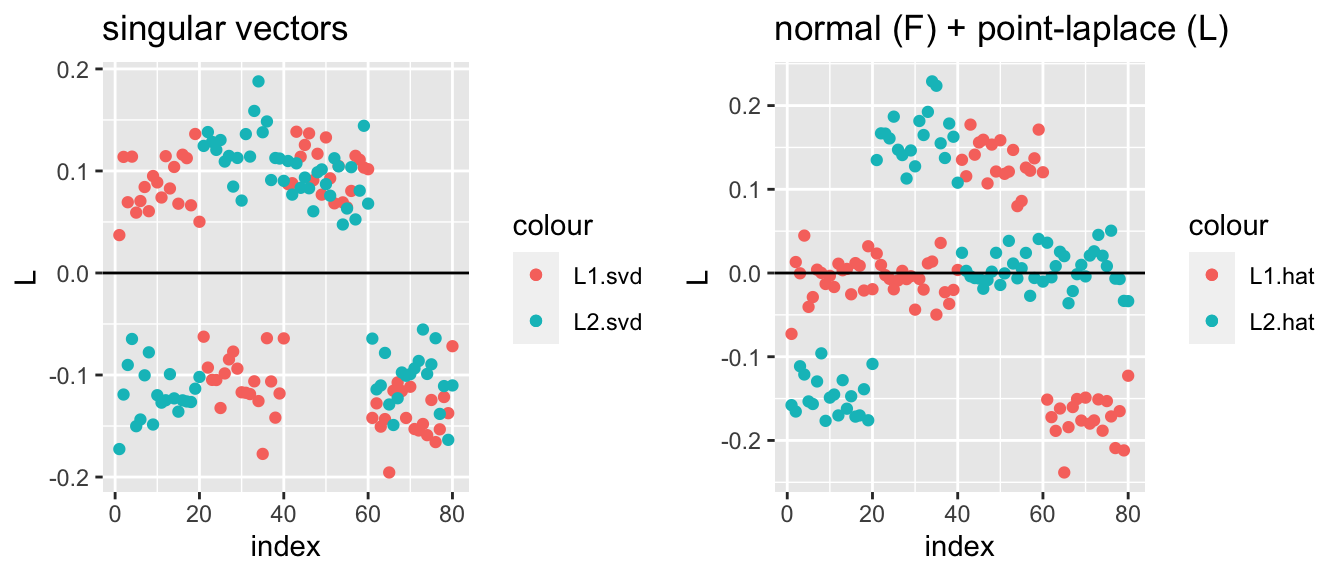 singular vectors
0.2
0.1
0.0
-0.1
-0.2
L
0
20
40
60
80
index
colour
L1.svd
L2.svd
normal (F) + point-laplace (L)
0.2
0.1
0.0
-0.1
-0.2
L
0
20
40
60
80
index
colour
L1.hat
L2.hat